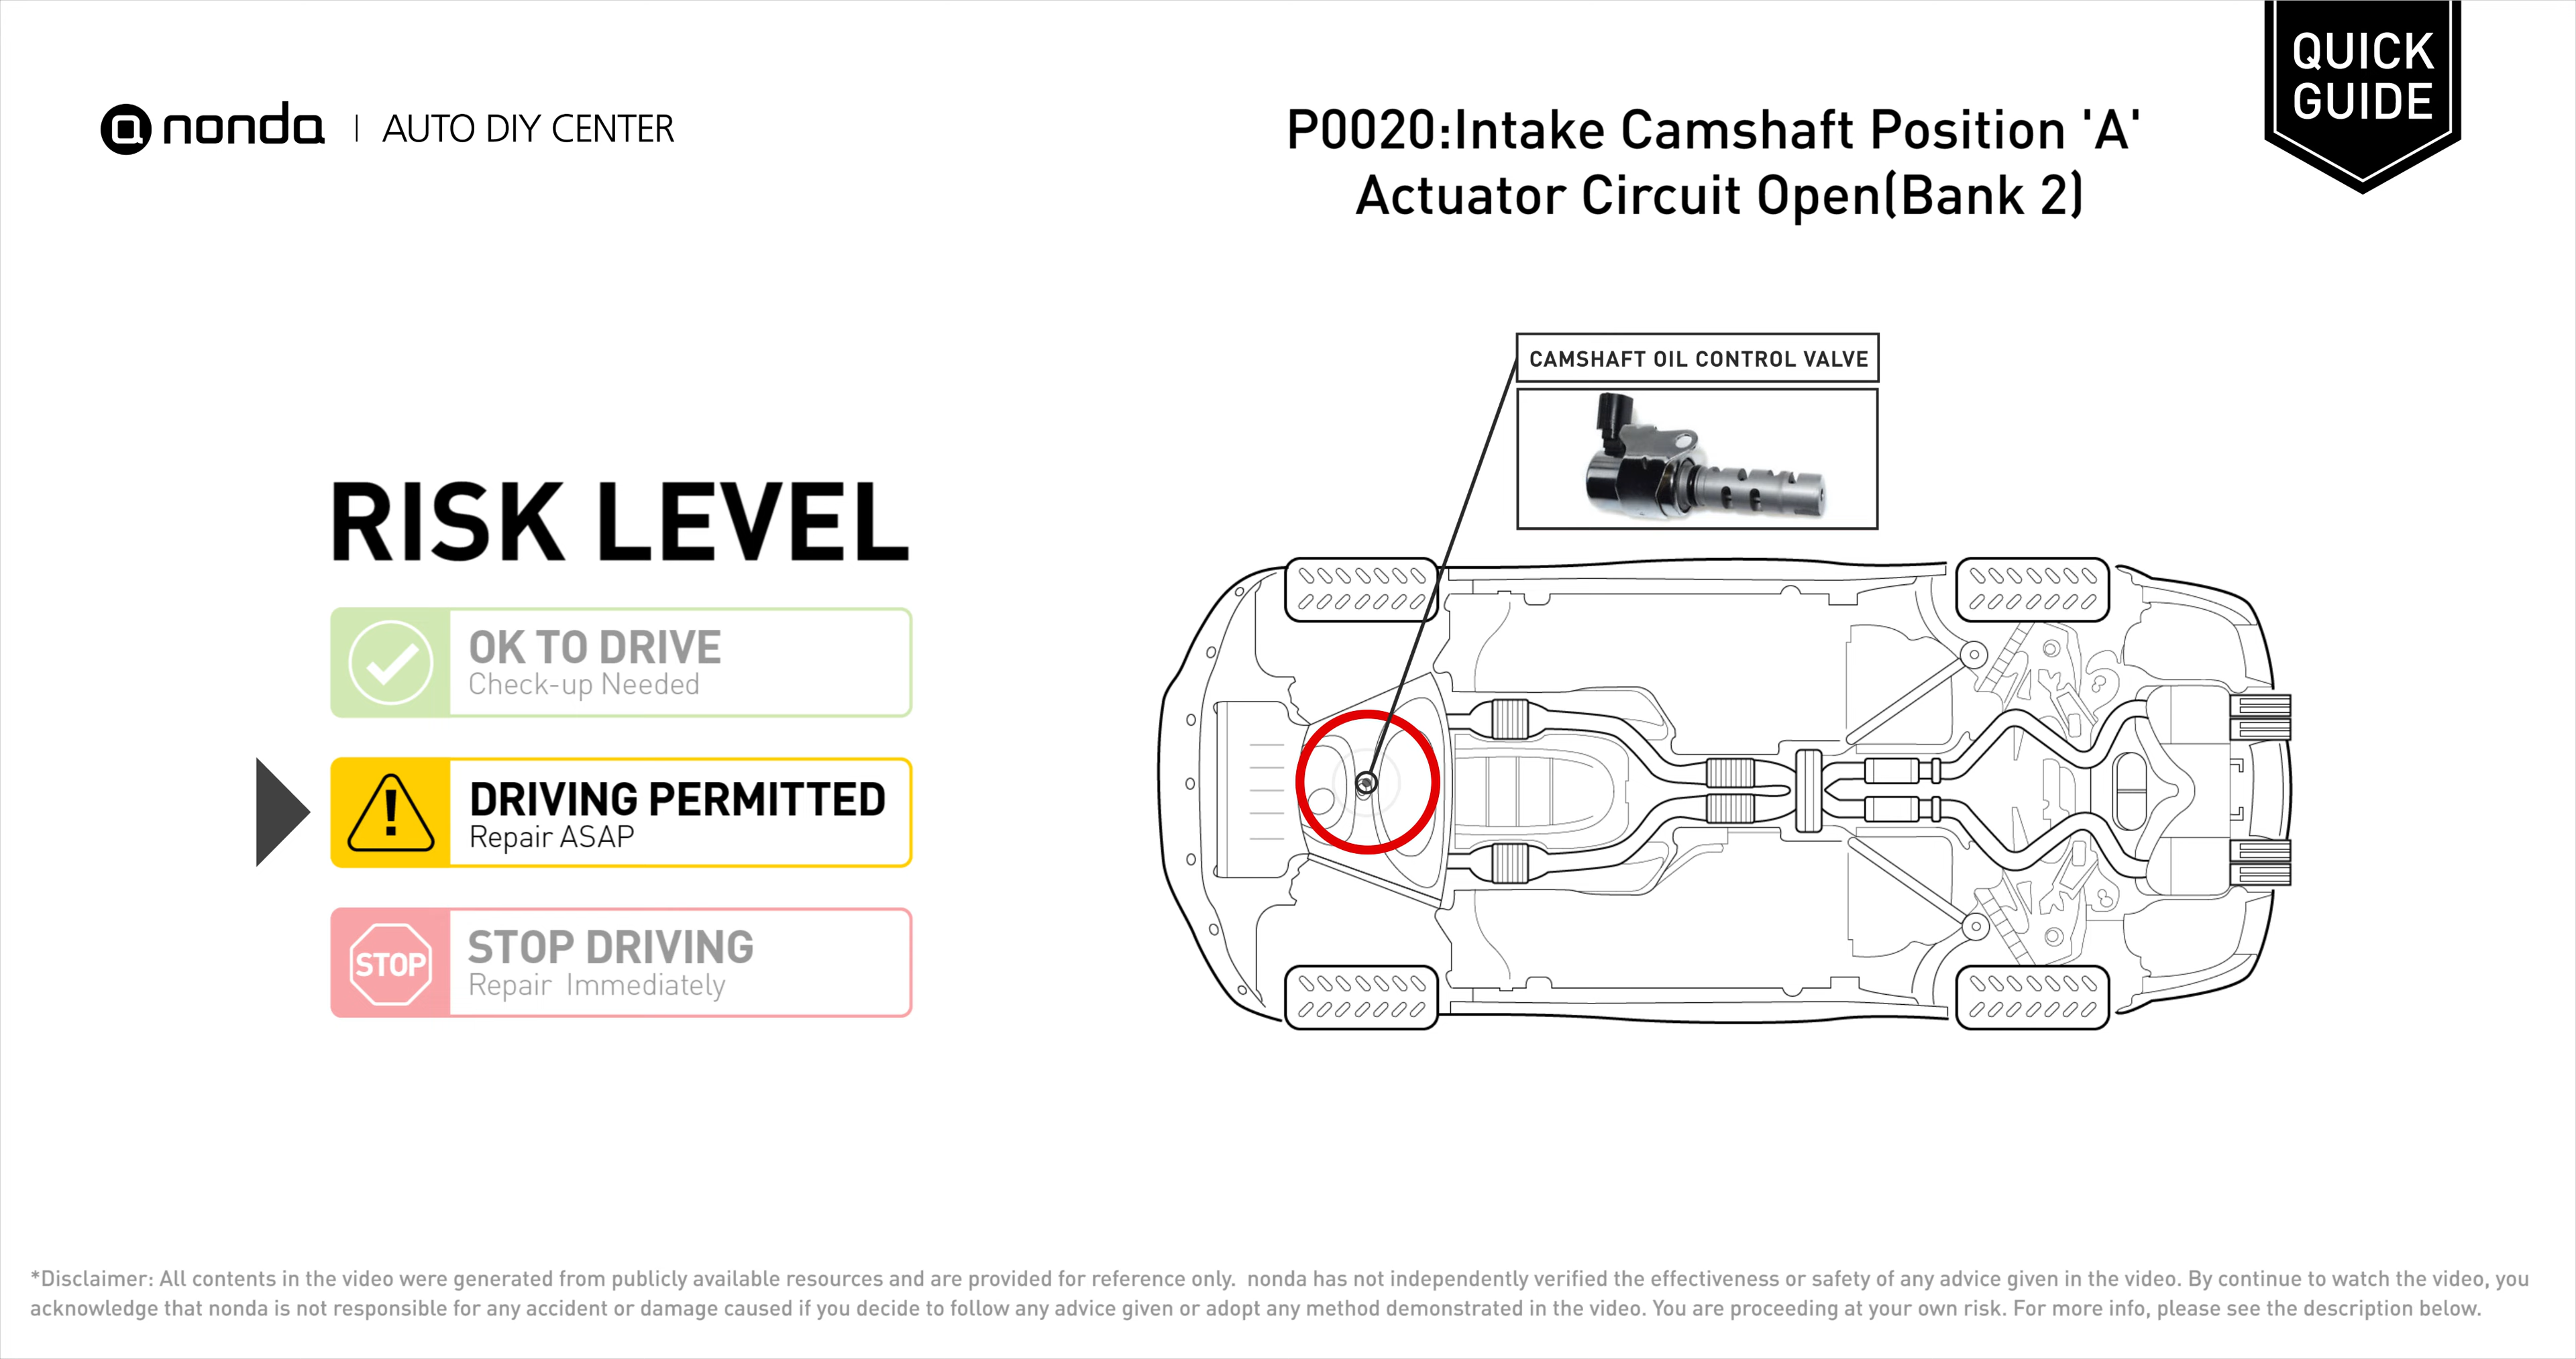 nonda | AUTO DIY CENTER
P0020:Intake Camshaft Position 'A'
Actuator Circuit Open(Bank 2)
QUICK
GUIDE
CAMSHAFT OIL CONTROL VALVE
RISK LEVEL
OK TO DRIVE
Check-up Needed
DRIVING PERMITTED
Repair ASAP
STOP
STOP DRIVING
Repair Immediately
*Disclaimer: All contents in the video were generated from publicly available resources and are provided for reference only. nonda has not independently verified the effectiveness or safety of any advice given in the video. By continue to watch the video, you
acknowledge that nonda is not responsible for any accident or damage caused if you decide to follow any advice given or adopt any method demonstrated in the video. You are proceeding at your own risk. For more info, please see the description below.